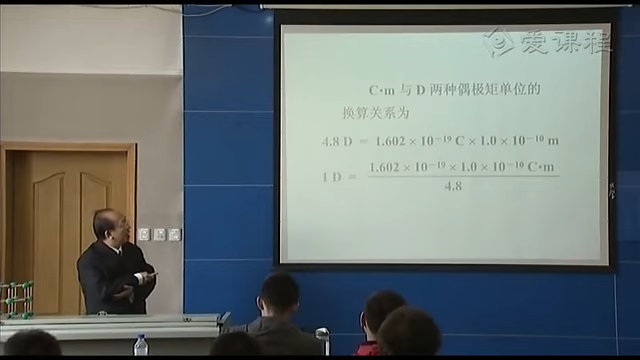 爱课程
C·m 与 D 两种偶极矩单位的
换算关系为
4.8 D = 1.602 × 10⁻¹⁹ C × 1.0 × 10⁻¹⁰ m
1 D = 1.602 × 10⁻¹⁹ × 1.0 × 10⁻¹⁰ C·m
4.8